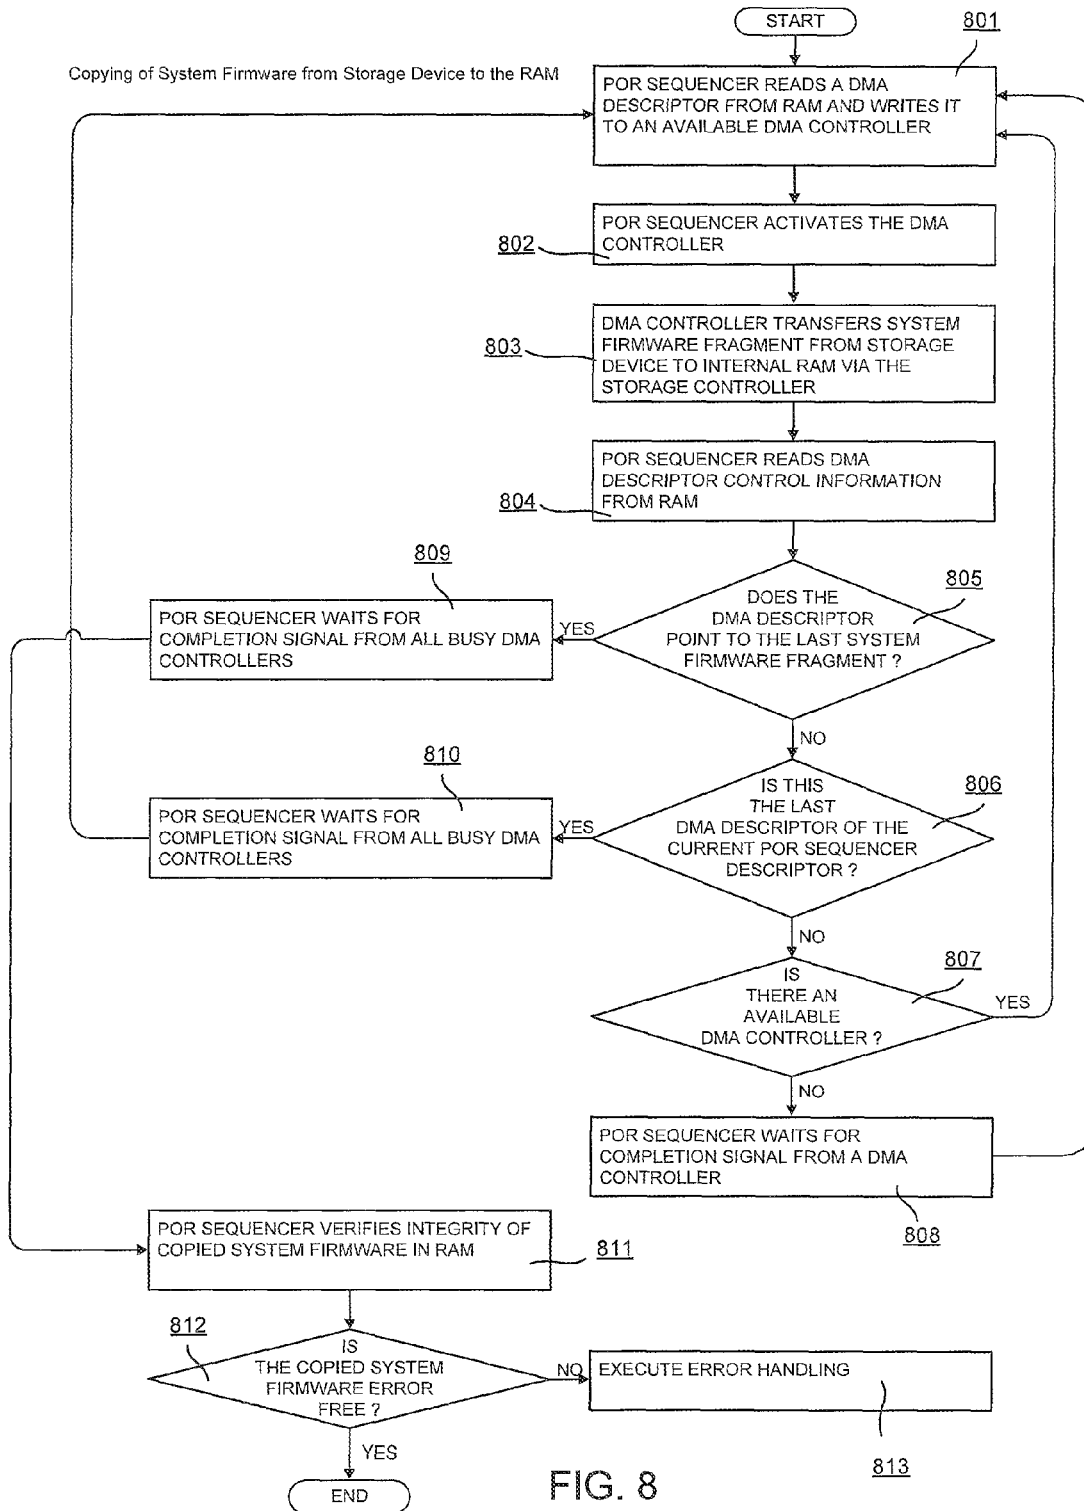 START
801
Copying of System Firmware from Storage Device to the RAM
POR SEQUENCER READS A DMA
DESCRIPTOR FROM RAM AND WRITES IT
TO AN AVAILABLE DMA CONTROLLER
POR SEQUENCER ACTIVATES THE DMA
CONTROLLER
802
DMA CONTROLLER TRANSFERS SYSTEM
FIRMWARE FRAGMENT FROM STORAGE
DEVICE TO INTERNAL RAM VIA THE
STORAGE CONTROLLER
803
POR SEQUENCER READS DMA
DESCRIPTOR CONTROL INFORMATION
FROM RAM
804
809
805
DOES THE
DMA DESCRIPTOR
POINT TO THE LAST SYSTEM
FIRMWARE FRAGMENT ?
YES
POR SEQUENCER WAITS FOR
COMPLETION SIGNAL FROM ALL BUSY DMA
CONTROLLERS
NO
810
806
IS THIS
THE LAST
DMA DESCRIPTOR OF THE
CURRENT POR SEQUENCER
DESCRIPTOR ?
YES
POR SEQUENCER WAITS FOR
COMPLETION SIGNAL FROM ALL BUSY DMA
CONTROLLERS
NO
807
IS
THERE AN
AVAILABLE
DMA CONTROLLER ?
YES
NO
POR SEQUENCER WAITS FOR
COMPLETION SIGNAL FROM A DMA
CONTROLLER
808
POR SEQUENCER VERIFIES INTEGRITY OF
COPIED SYSTEM FIRMWARE IN RAM
811
812
IS
THE COPIED SYSTEM
FIRMWARE ERROR
FREE ?
NO
EXECUTE ERROR HANDLING
813
YES
END
FIG. 8